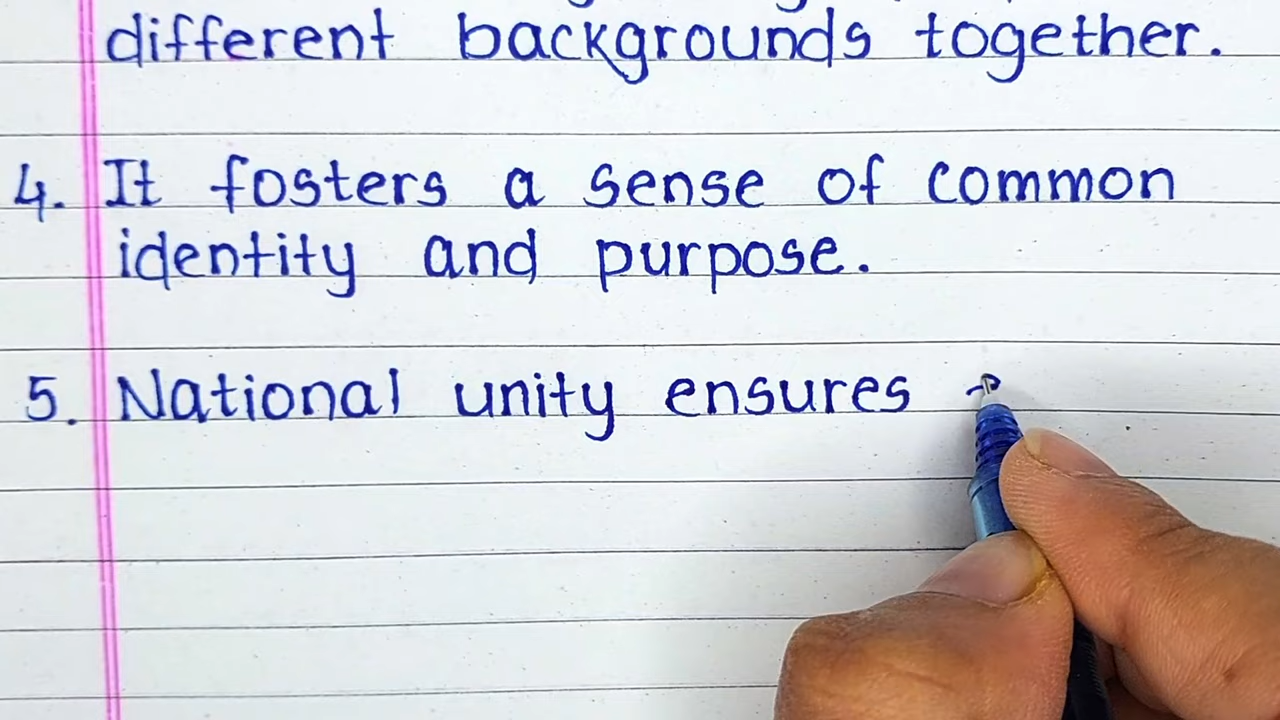 different backgrounds together.
4. It fosters a sense of common
identity and purpose.
5. National unity ensures